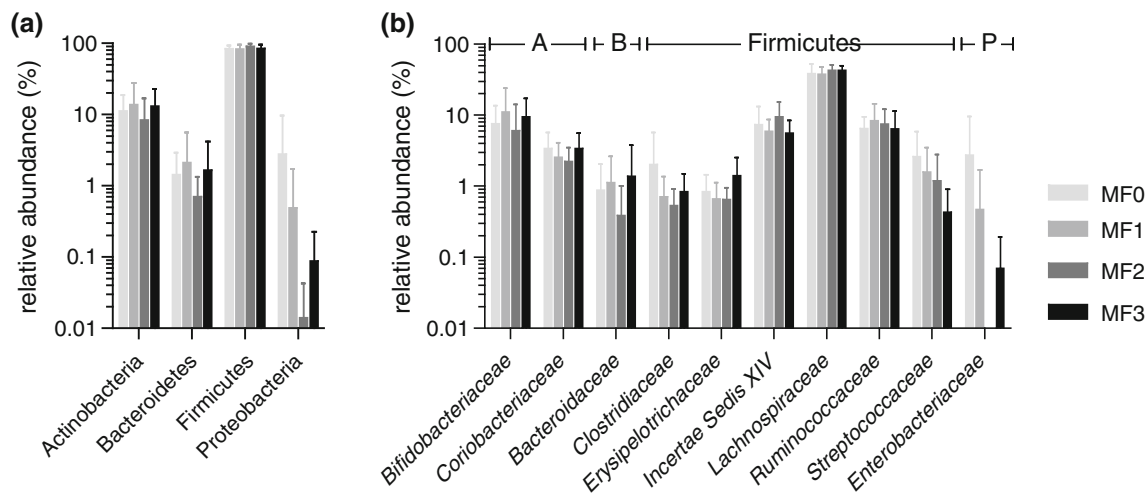 (a)
relative abundance (%)
100
10
1
0.1
0.01
Actinobacteria
Bacteroidetes
Firmicutes
Proteobacteria
(b)
relative abundance (%)
100
10
1
0.1
0.01
A
B
Firmicutes
P
Bifidobacteriaceae
Coriobacteriaceae
Bacteroidaceae
Clostridiaceae
Erysipelotrichaceae
Incertae Sedis XIV
Lachnospiraceae
Ruminococcaceae
Streptococcaceae
Enterobacteriaceae
MF0
MF1
MF2
MF3